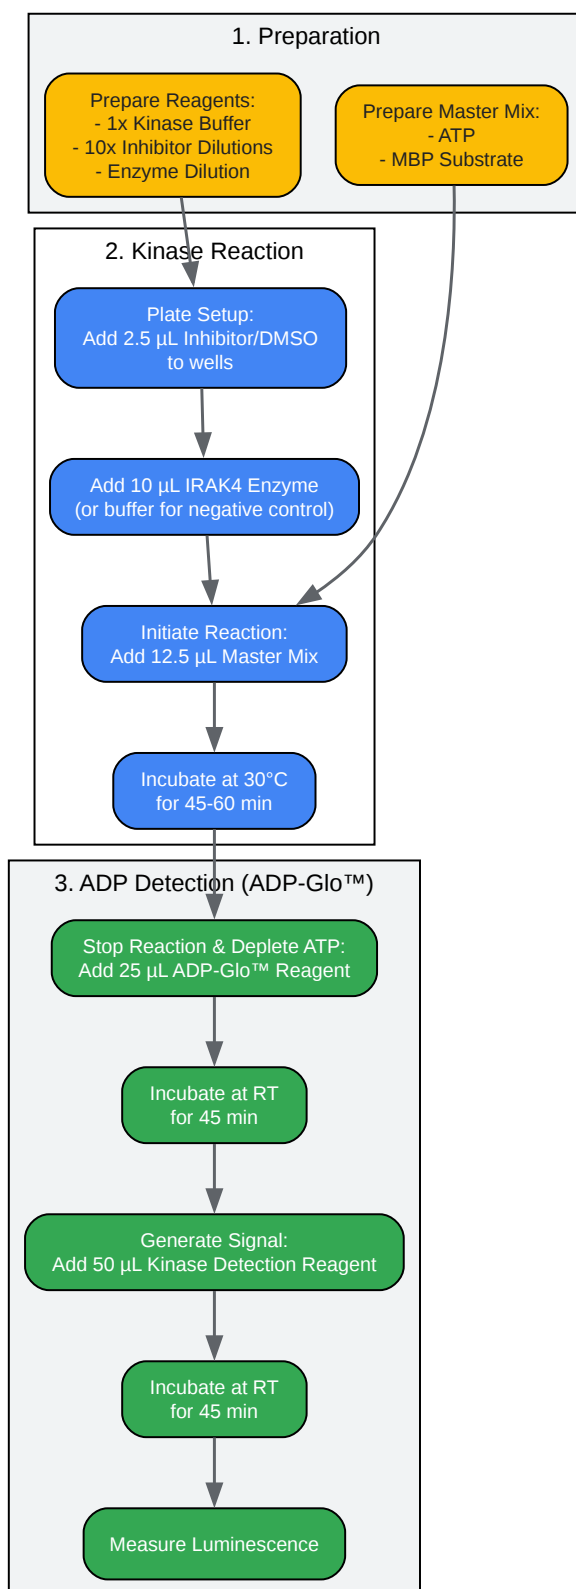 1. Preparation
Prepare Reagents:
- 1x Kinase Buffer
- 10x Inhibitor Dilutions
- Enzyme Dilution
Prepare Master Mix:
- ATP
- MBP Substrate
2. Kinase Reaction
Plate Setup:
Add 2.5 µL Inhibitor/DMSO
to wells
Add 10 µL IRAK4 Enzyme
(or buffer for negative control)
Initiate Reaction:
Add 12.5 µL Master Mix
Incubate at 30°C
for 45-60 min
3. ADP Detection (ADP-Glo™)
Stop Reaction & Deplete ATP:
Add 25 µL ADP-Glo™ Reagent
Incubate at RT
for 45 min
Generate Signal:
Add 50 µL Kinase Detection Reagent
Incubate at RT
for 45 min
Measure Luminescence